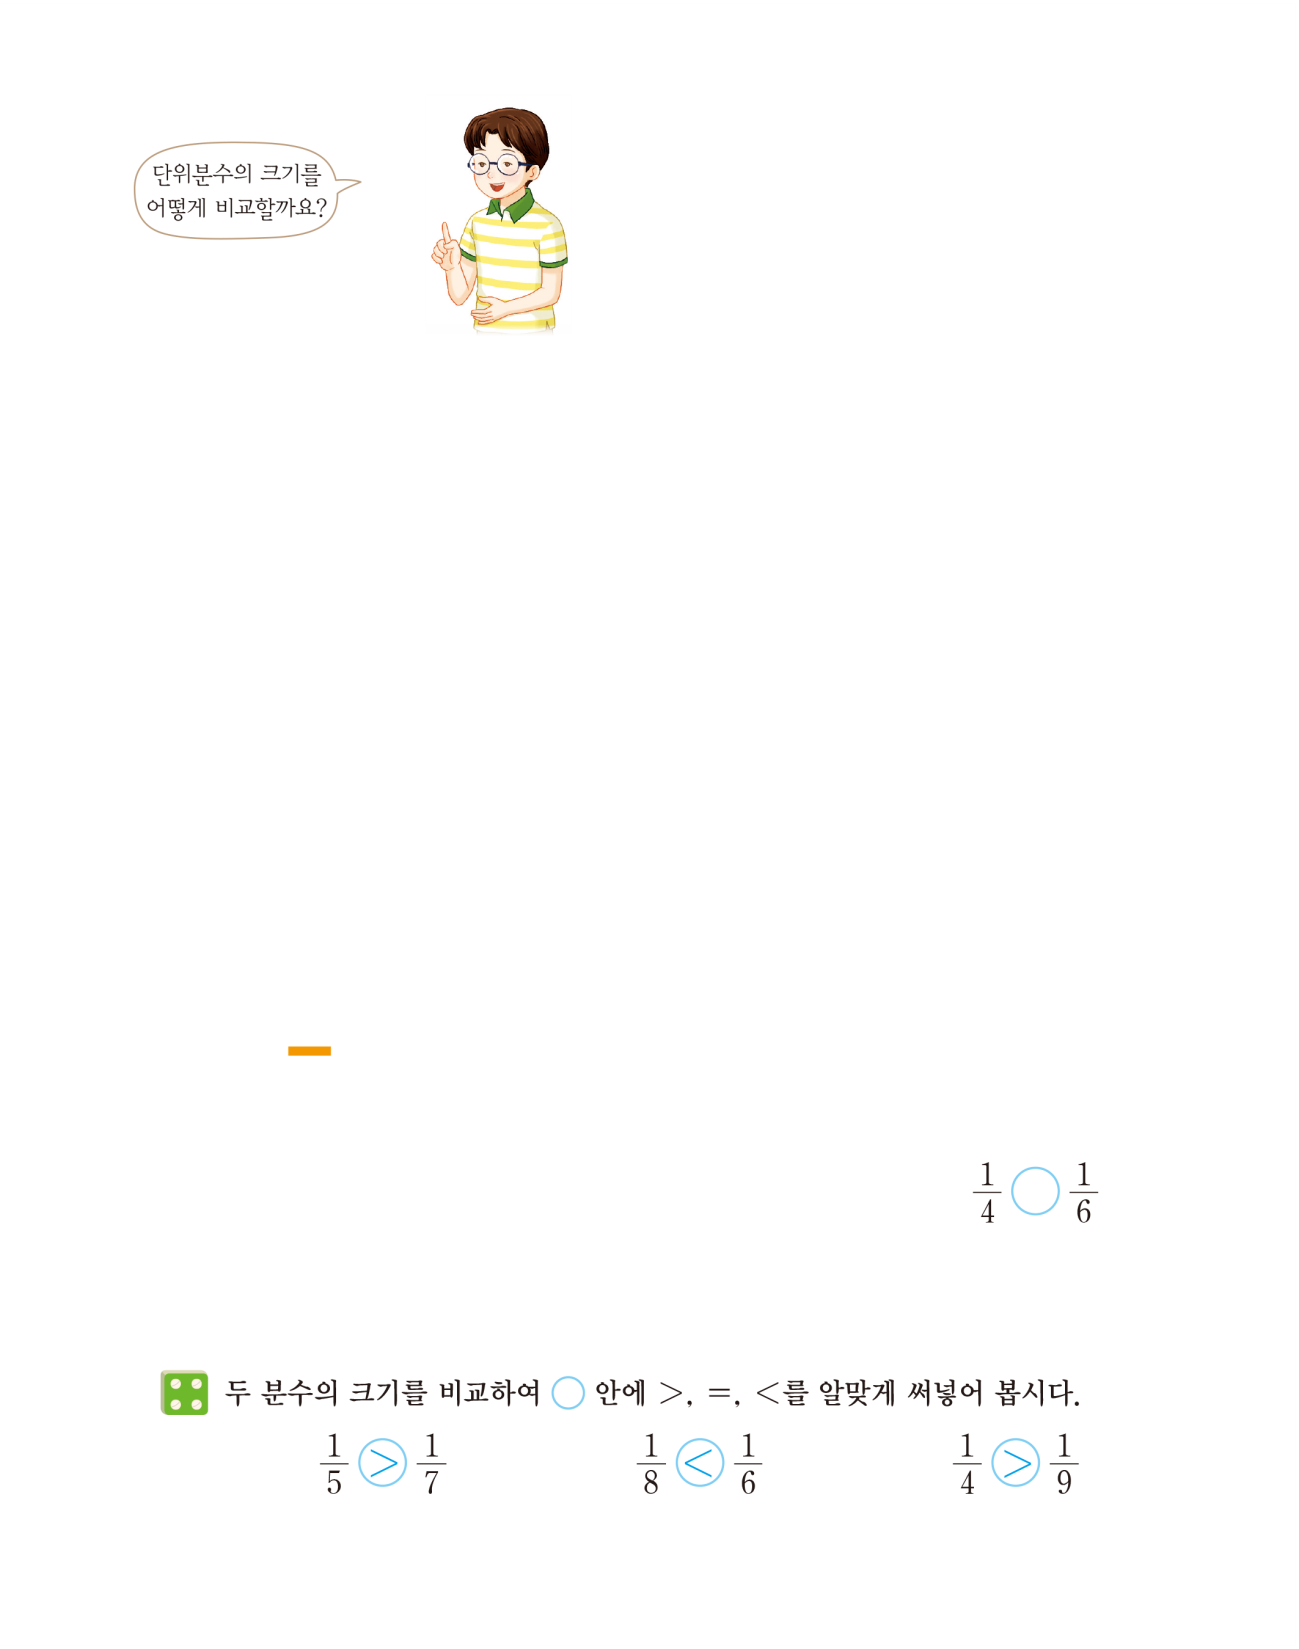 단위분수의 크기를
어떻게 비교할까요?
1/4 ○ 1/6
두 분수의 크기를 비교하여 ○ 안에 >, =, <를 알맞게 써넣어 봅시다.
1/5 > 1/7 1/8 < 1/6 1/4 > 1/9